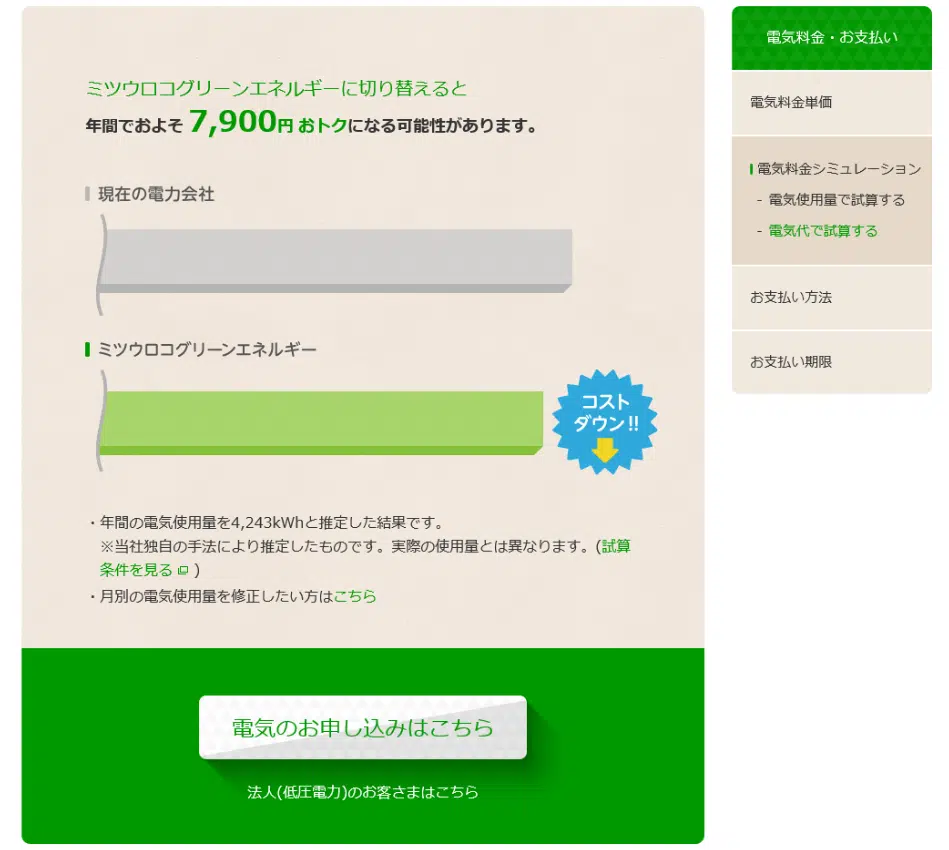 ミツウロコグリーンエネルギーに切り替えると
年間でおよそ 7,900円 おトクになる可能性があります。
現在の電力会社
ミツウロコグリーンエネルギー
コスト
ダウン!!
・年間の電気使用量を4,243kWhと推定した結果です。
※当社独自の手法により推定したものです。実際の使用量とは異なります。(試算
条件を見る )
・月別の電気使用量を修正したい方はこちら
電気のお申し込みはこちら
法人(低圧電力)のお客さまはこちら
電気料金・お支払い
電気料金単価
電気料金シミュレーション
- 電気使用量で試算する
- 電気代で試算する
お支払い方法
お支払い期限